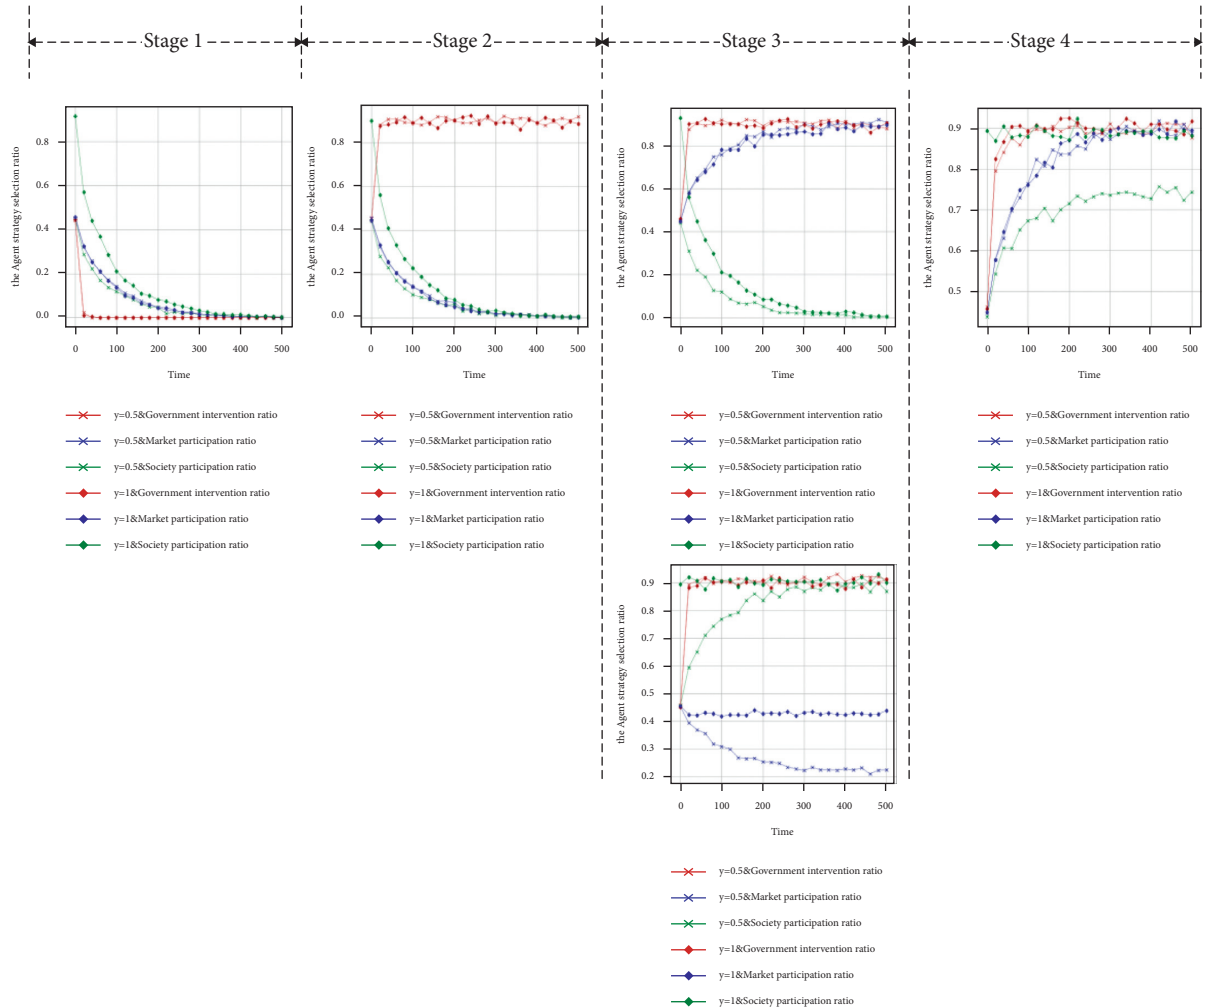 Stage 1
Stage 2
Stage 3
Stage 4
the Agent strategy selection ratio
0.8
0.6
0.4
0.2
0.0
0 100 200 300 400 500
Time
y=0.5&Government intervention ratio
y=0.5&Market participation ratio
y=0.5&Society participation ratio
y=1&Government intervention ratio
y=1&Market participation ratio
y=1&Society participation ratio
the Agent strategy selection ratio
0.8
0.6
0.4
0.2
0.0
0 100 200 300 400 500
Time
y=0.5&Government intervention ratio
y=0.5&Market participation ratio
y=0.5&Society participation ratio
y=1&Government intervention ratio
y=1&Market participation ratio
y=1&Society participation ratio
the Agent strategy selection ratio
0.8
0.6
0.4
0.2
0.0
0 100 200 300 400 500
Time
y=0.5&Government intervention ratio
y=0.5&Market participation ratio
y=0.5&Society participation ratio
y=1&Government intervention ratio
y=1&Market participation ratio
y=1&Society participation ratio
the Agent strategy selection ratio
0.9
0.8
0.7
0.6
0.5
0.4
0.3
0.2
0 100 200 300 400 500
Time
y=0.5&Government intervention ratio
y=0.5&Market participation ratio
y=0.5&Society participation ratio
y=1&Government intervention ratio
y=1&Market participation ratio
y=1&Society participation ratio
the Agent strategy selection ratio
0.9
0.8
0.7
0.6
0.5
0 100 200 300 400 500
Time
y=0.5&Government intervention ratio
y=0.5&Market participation ratio
y=0.5&Society participation ratio
y=1&Government intervention ratio
y=1&Market participation ratio
y=1&Society participation ratio